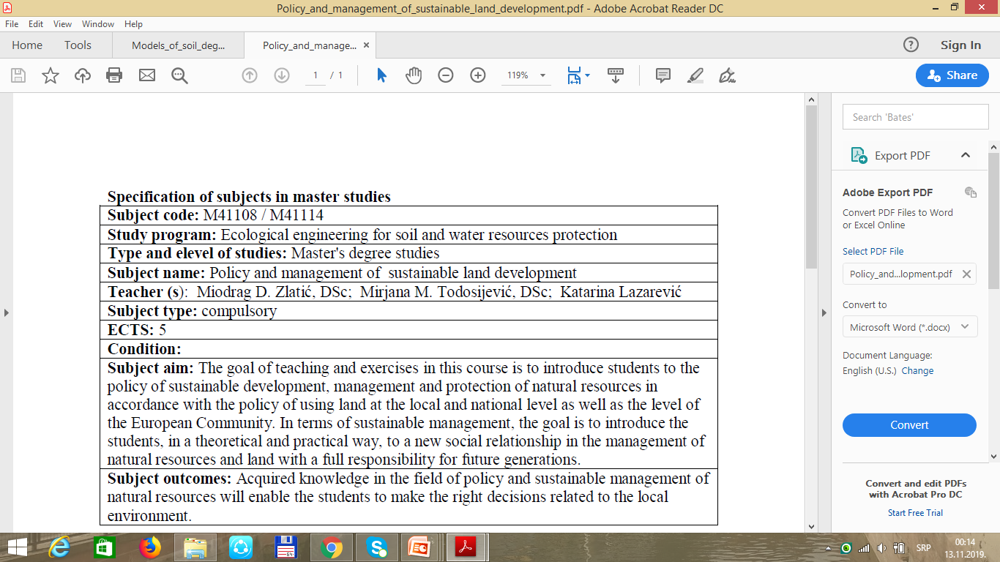 Policy_and_management_of_sustainable_land_development.pdf - Adobe Acrobat Reader DC
File Edit View Window Help
Home Tools Models_of_soil_deg... Policy_and_manage... Sign In
1 / 1 119% Share
Search 'Bates'
Export PDF
Adobe Export PDF
Convert PDF Files to Word
or Excel Online
Select PDF File
Policy_and...lopment.pdf
Convert to
Microsoft Word (*.docx)
Document Language:
English (U.S.) Change
Convert
Convert and edit PDFs
with Acrobat Pro DC
Start Free Trial
Specification of subjects in master studies
Subject code: M41108 / M41114
Study program: Ecological engineering for soil and water resources protection
Type and elevel of studies: Master's degree studies
Subject name: Policy and management of sustainable land development
Teacher (s): Miodrag D. Zlatić, DSc; Mirjana M. Todosijević, DSc; Katarina Lazarević
Subject type: compulsory
ECTS: 5
Condition:
Subject aim: The goal of teaching and exercises in this course is to introduce students to the
policy of sustainable development, management and protection of natural resources in
accordance with the policy of using land at the local and national level as well as the level of
the European Community. In terms of sustainable management, the goal is to introduce the
students, in a theoretical and practical way, to a new social relationship in the management of
natural resources and land with a full responsibility for future generations.
Subject outcomes: Acquired knowledge in the field of policy and sustainable management of
natural resources will enable the students to make the right decisions related to the local
environment.
64
SRP
00:14
13.11.2019.